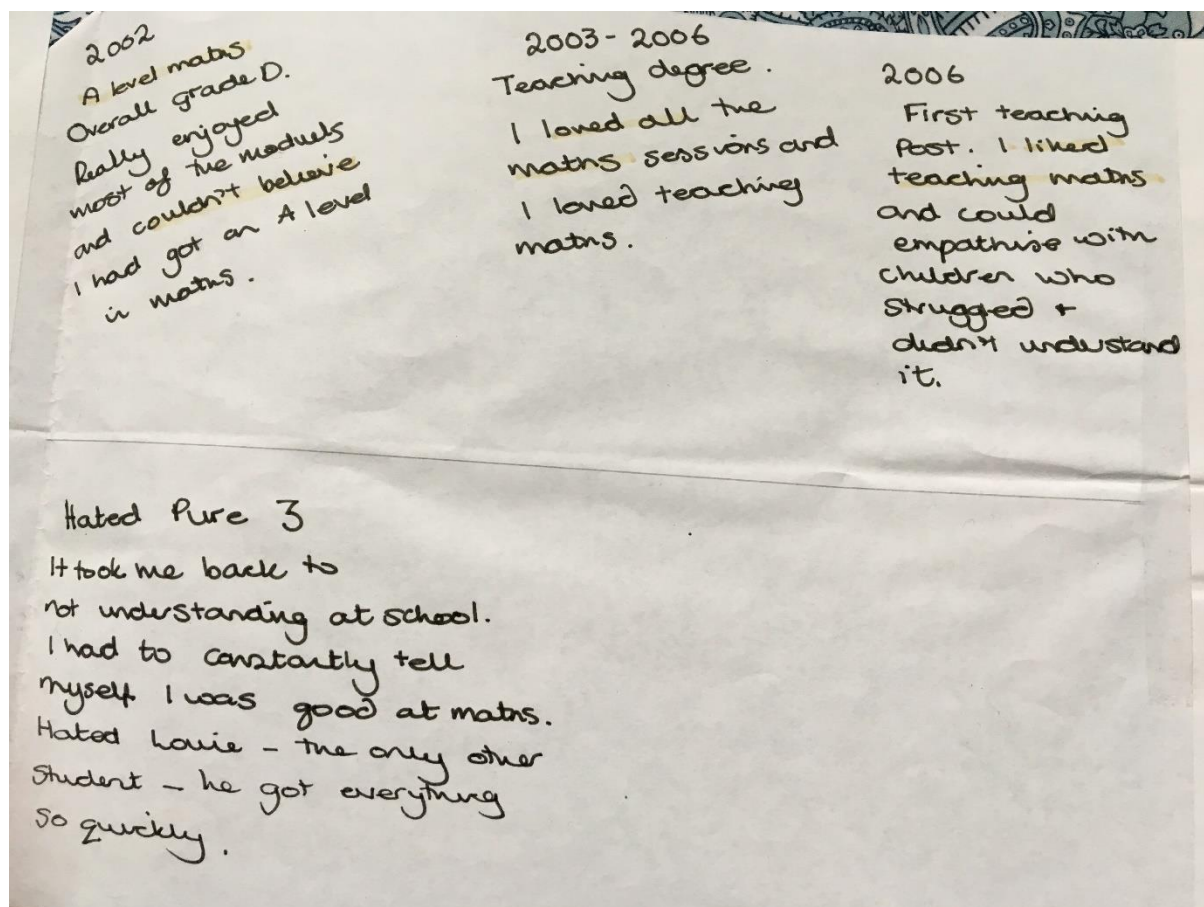 2002
A level maths
Overall grade D.
Really enjoyed
most of the moduels
and couldn't believe
I had got an A level
in maths.
2003-2006
Teaching degree.
I loved all the
maths sessions and
I loved teaching
maths.
2006
First teaching
Post. I liked
teaching maths
and could
empathise with
children who
struggled +
didn't understand
it.
Hated Pure 3
It took me back to
not understanding at school.
I had to constantly tell
myself I was good at maths.
Hated Louie - the only other
student - he got everything
so quickly.